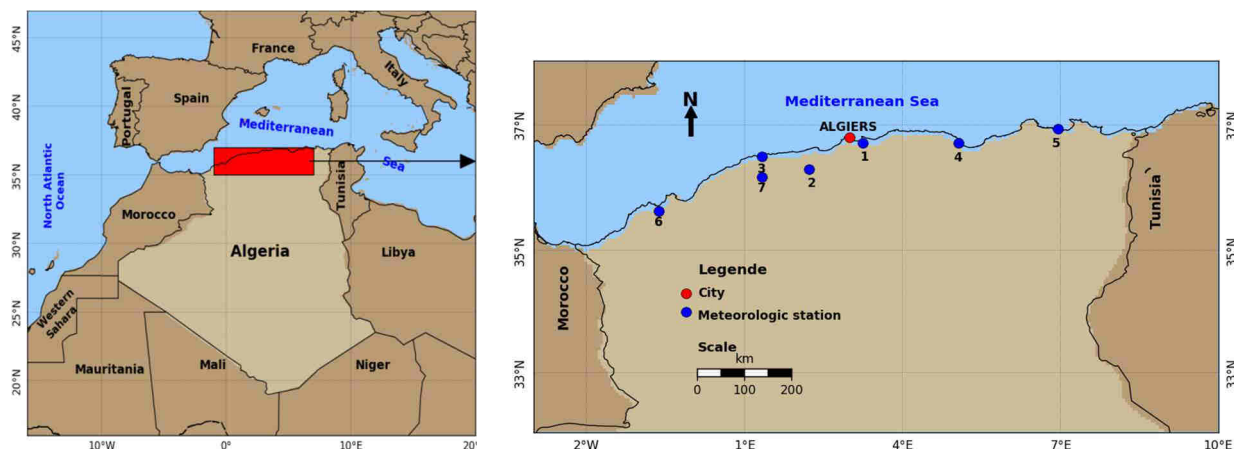 45°N
40°N
35°N
30°N
25°N
20°N
10°W
0°
10°E
20°
France
Italy
Portugal
Spain
Mediterranean
Sea
North Atlantic
Ocean
Morocco
Tunisia
Algeria
Libya
Western
Sahara
Mauritania
Mali
Niger
Mediterranean Sea
N
ALGIERS
1
2
3
4
5
6
7
Morocco
Tunisia
Legende
City
Meteorologic station
Scale
km
0 100 200
37°N
35°N
33°N
37°N
35°N
33°N
2°W
1°E
4°E
7°E
10°E